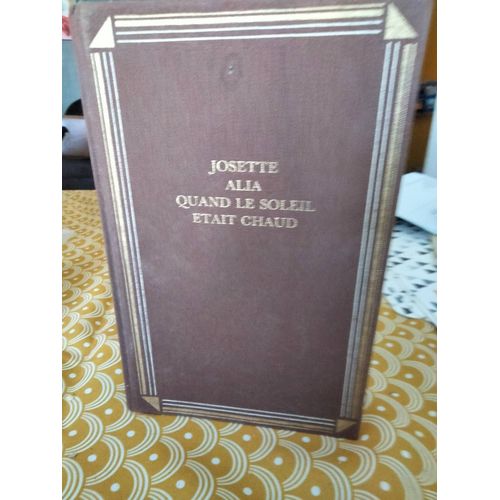 JOSETTE
ALIA
QUAND LE SOLEIL
ETAIT CHAUD